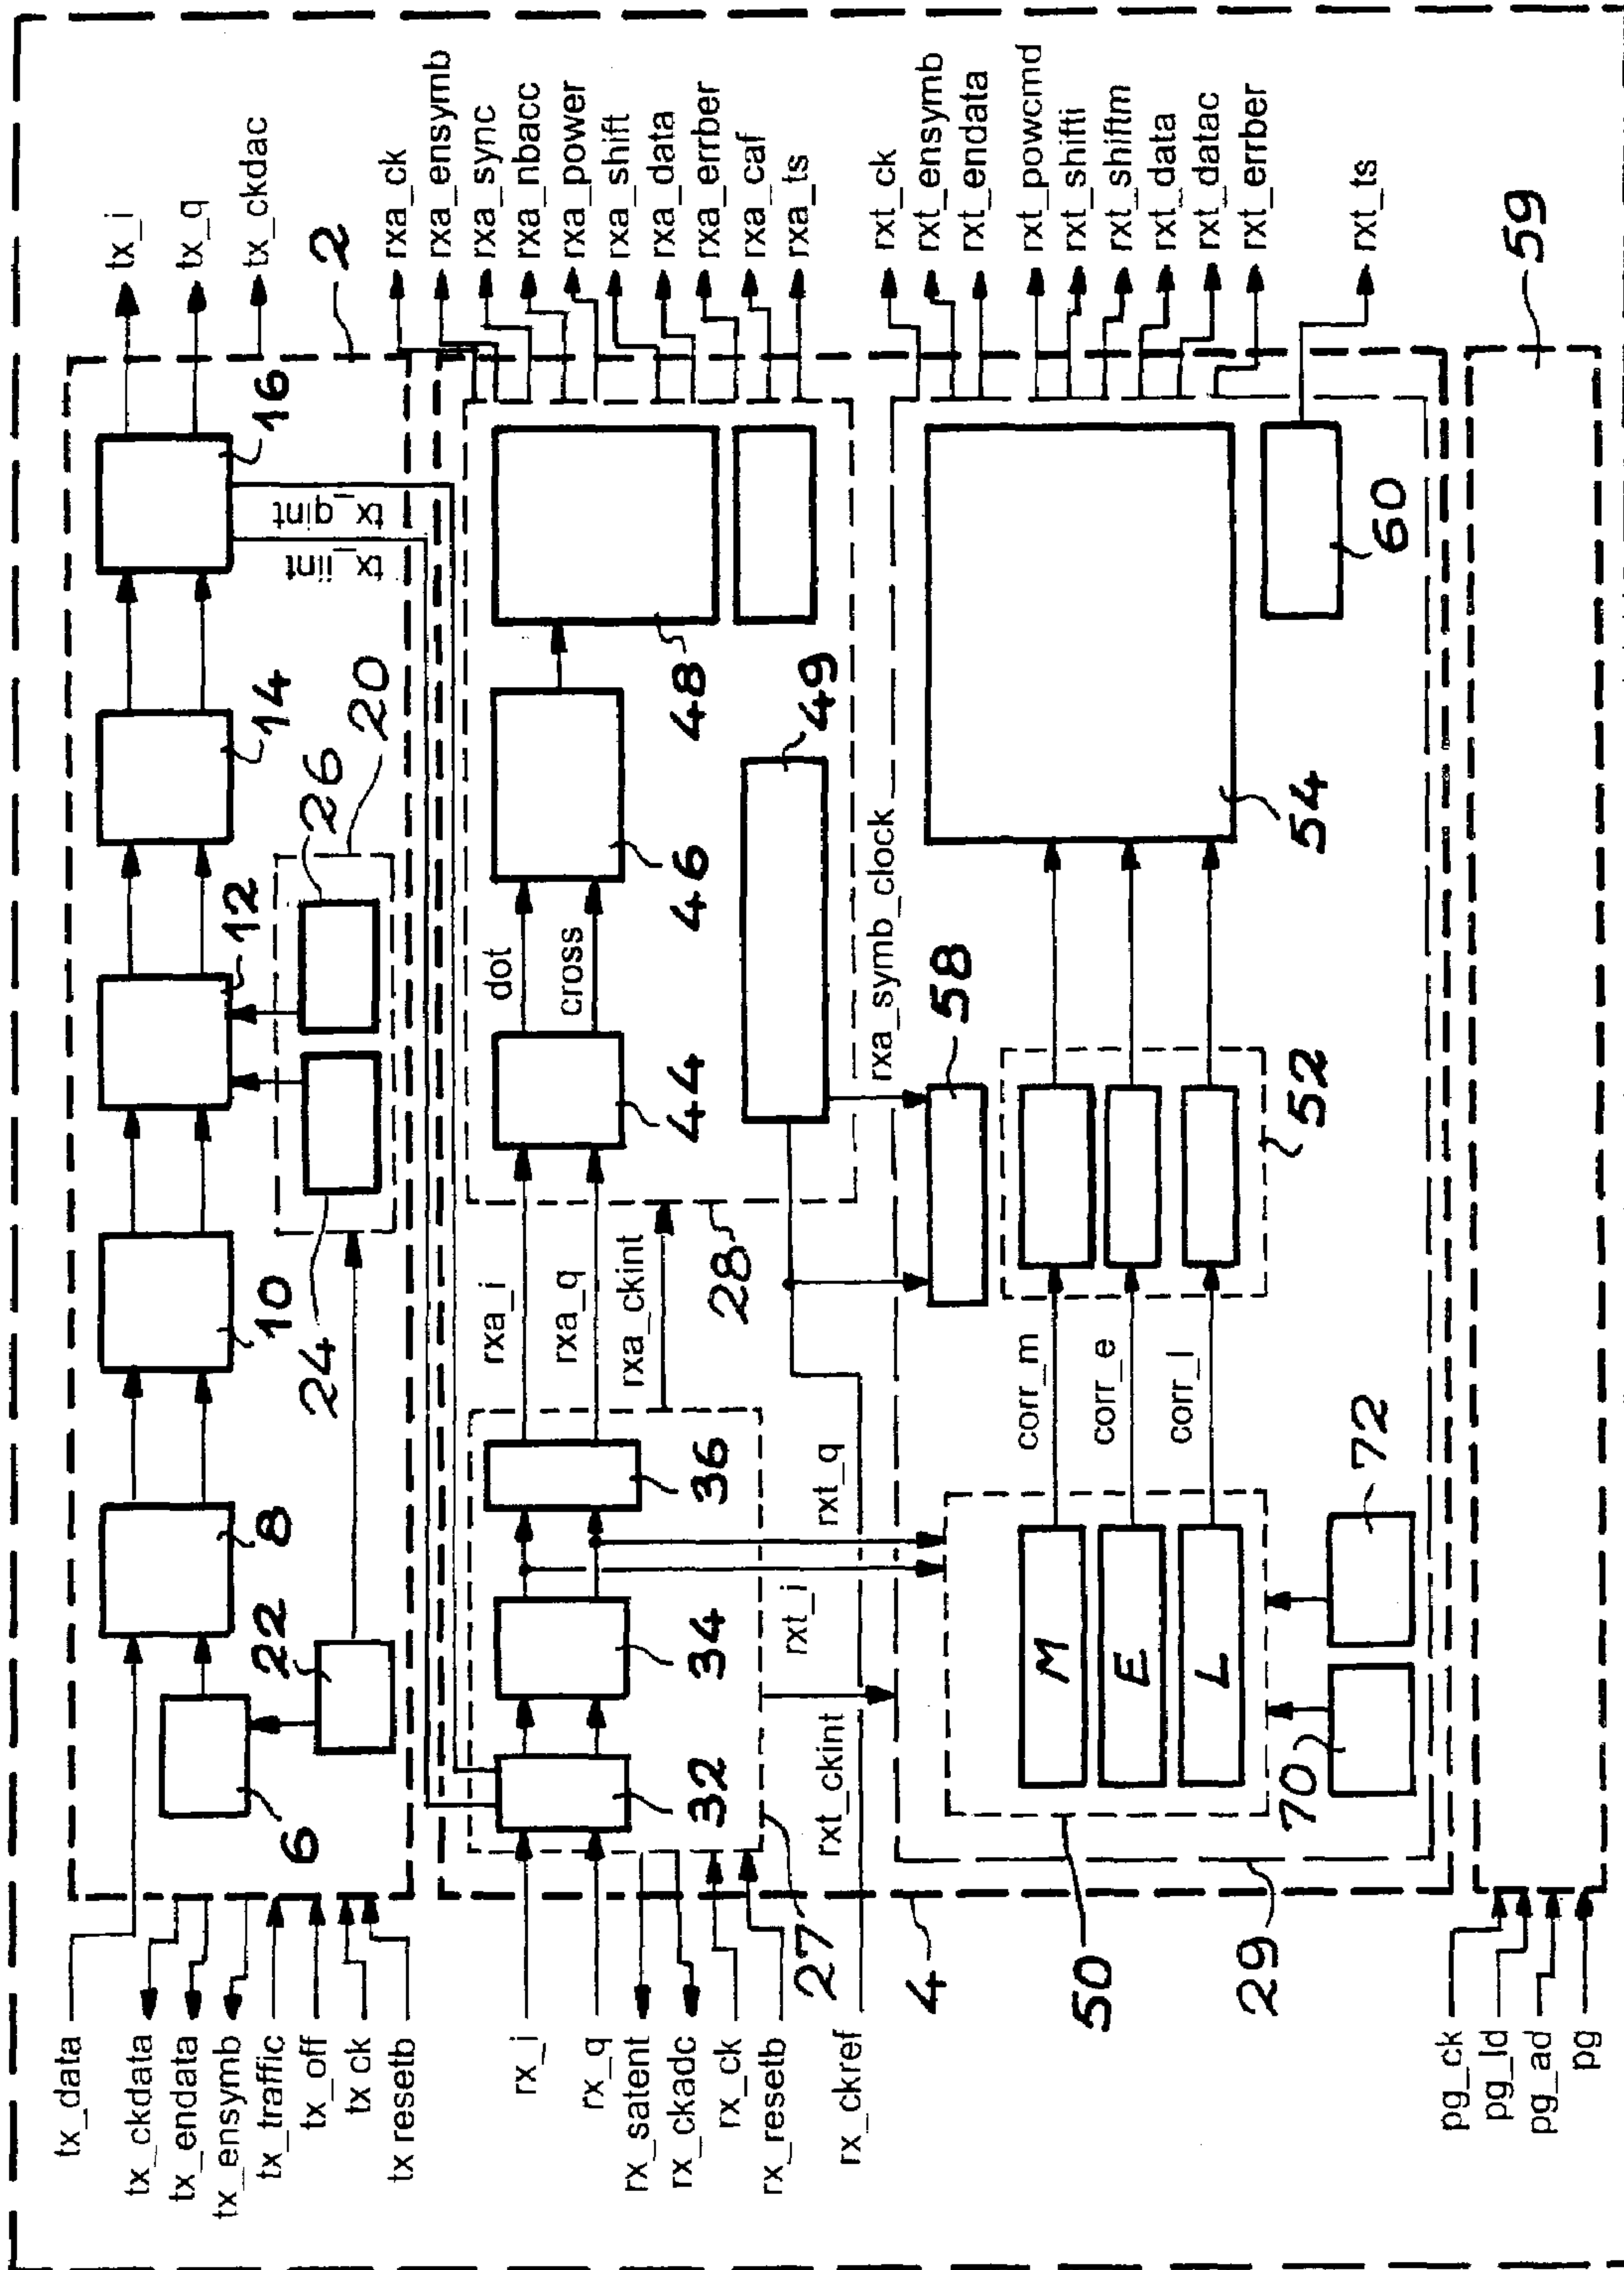 tx_data
tx_ckdata
tx_endata
tx_ensymb
tx_traffic
tx_off
tx ck
tx resetb
6
22
8
10
24
26
20
12
14
16
tx_iint
tx_qint
tx_i
tx_q
tx_ckdac
2
rx_i
rx_q
rx_satent
rx_ckadc
rx_ck
rx_resetb
rx_ckref
27
32
34
36
rxa_i
rxa_q
rxa_ckint
28
44
dot
cross
46
48
49
rxa_ck
rxa_ensymb
rxa_sync
rxa_nbacc
rxa_power
rxa_shift
rxa_data
rxa_errber
rxa_caf
rxa_ts
rxt_ckint
rxt_i
rxt_q
rxa_symb_clock
4
50
29
M
E
L
70
72
corr_m
corr_e
corr_l
52
58
54
60
rxt_ck
rxt_ensymb
rxt_endata
rxt_powcmd
rxt_shifti
rxt_shiftm
rxt_data
rxt_datac
rxt_errber
rxt_ts
pg_ck
pg_ld
pg_ad
pg
59